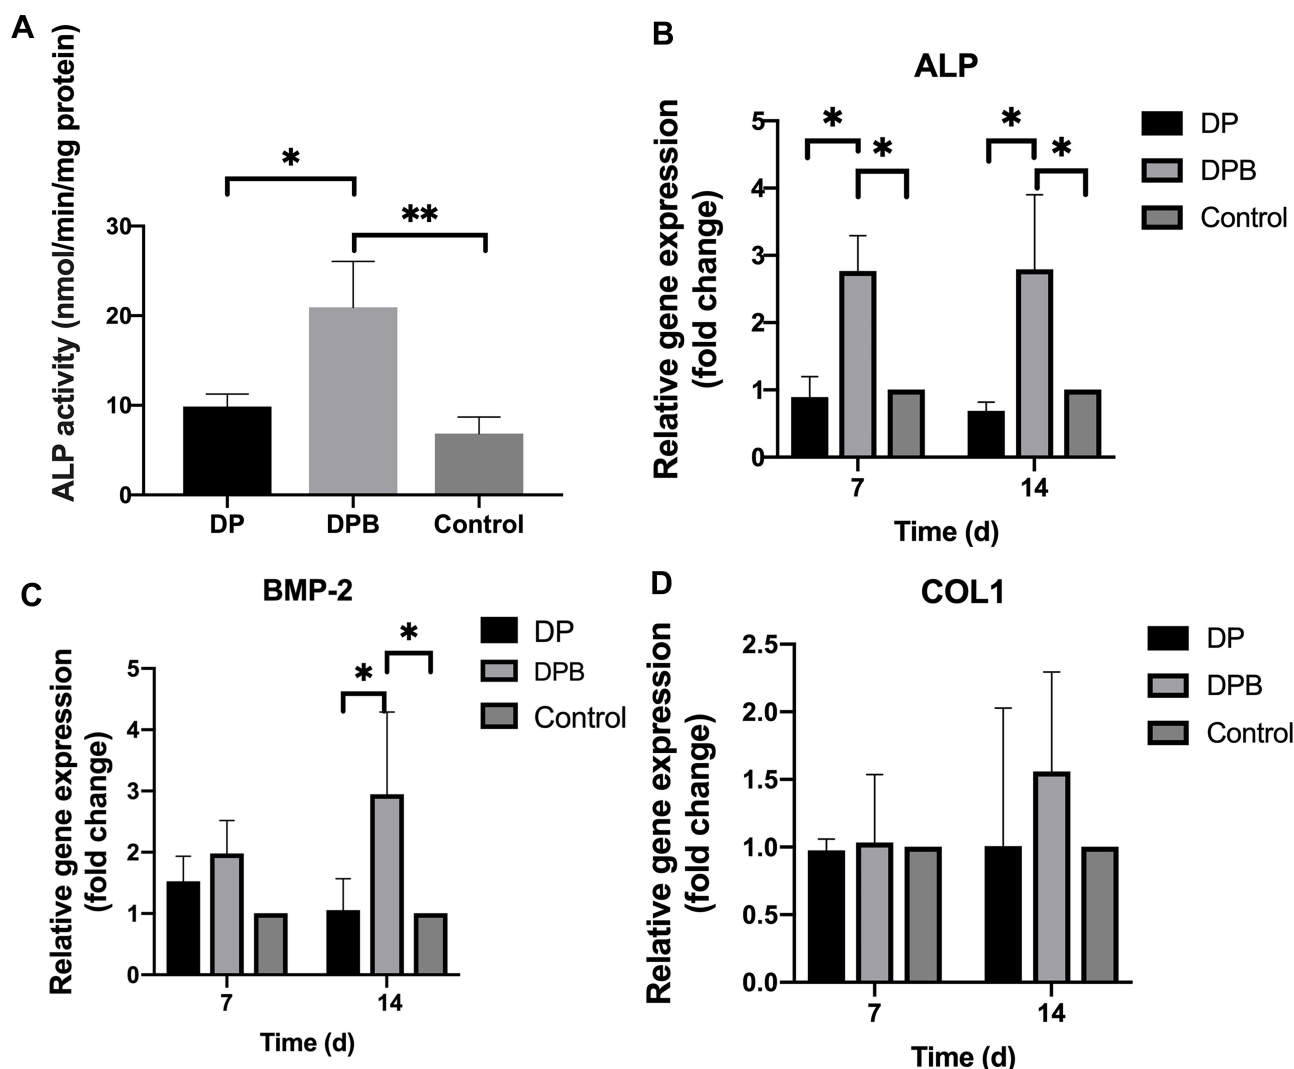 A
ALP activity (nmol/min/mg protein)
*
**
30
20
10
0
DP
DPB
Control
B
ALP
Relative gene expression
(fold change)
*
*
*
*
5
4
3
2
1
0
7
14
Time (d)
DP
DPB
Control
C
BMP-2
Relative gene expression
(fold change)
*
*
5
4
3
2
1
0
7
14
Time (d)
DP
DPB
Control
D
COL1
Relative gene expression
(fold change)
2.5
2.0
1.5
1.0
0.5
0.0
7
14
Time (d)
DP
DPB
Control